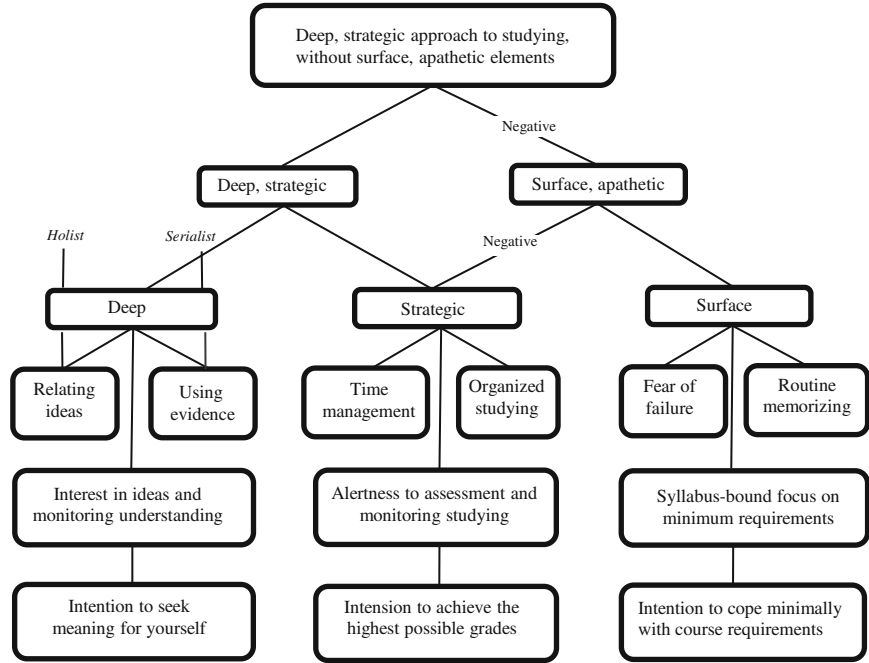 Deep, strategic approach to studying,
without surface, apathetic elements
Negative
Deep, strategic
Surface, apathetic
Holist
Serialist
Negative
Deep
Strategic
Surface
Relating
ideas
Using
evidence
Time
management
Organized
studying
Fear of
failure
Routine
memorizing
Interest in ideas and
monitoring understanding
Alertness to assessment and
monitoring studying
Syllabus-bound focus on
minimum requirements
Intention to seek
meaning for yourself
Intension to achieve the
highest possible grades
Intention to cope minimally
with course requirements